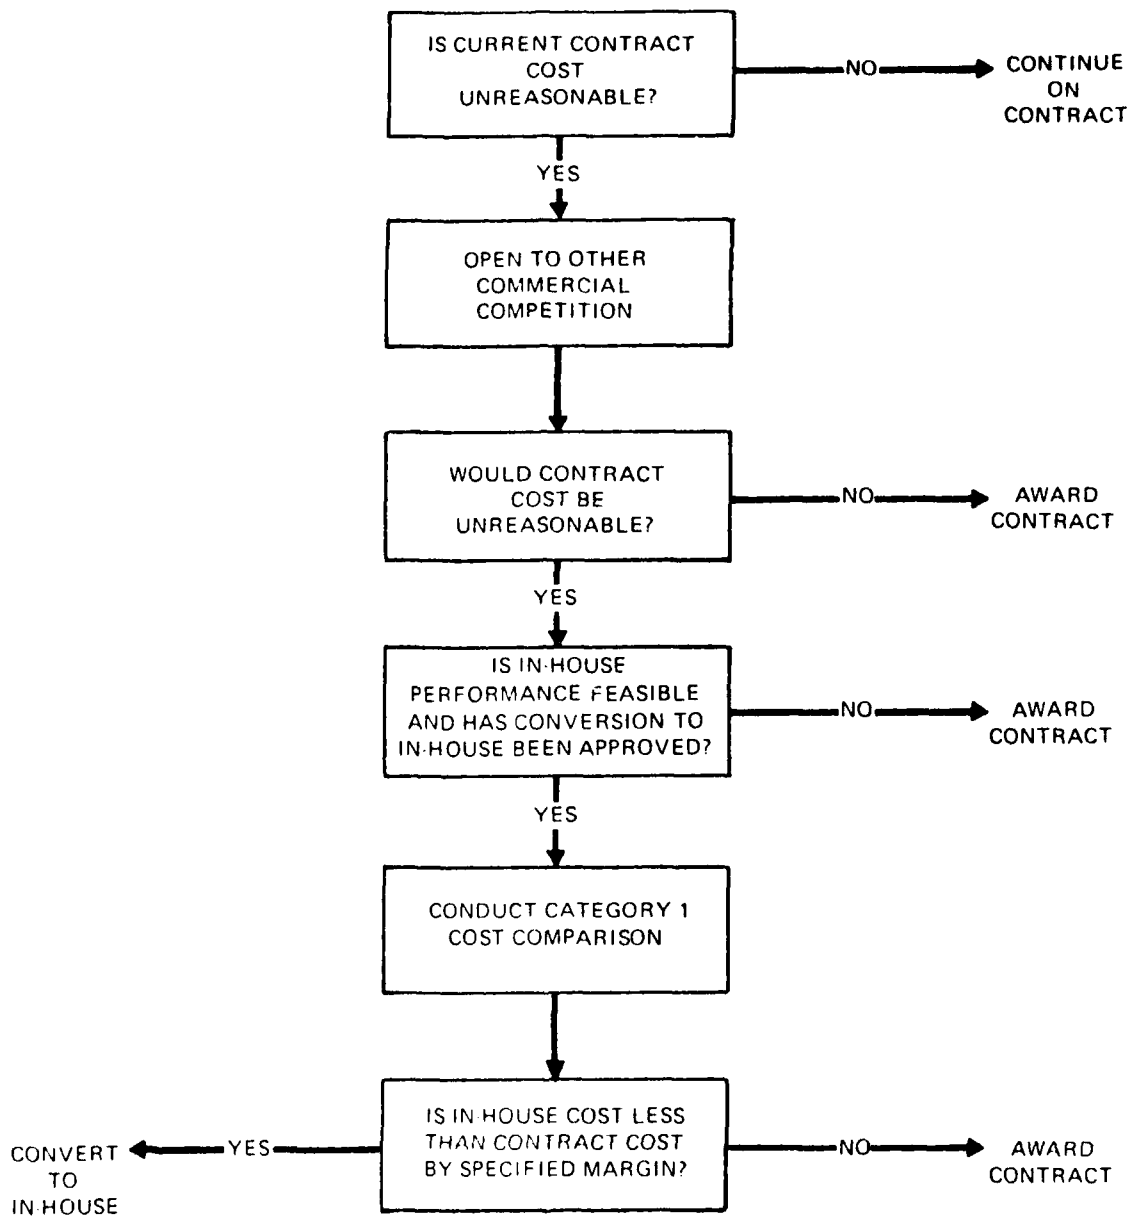 IS CURRENT CONTRACT
COST
UNREASONABLE?
NO
CONTINUE
ON
CONTRACT
YES
OPEN TO OTHER
COMMERCIAL
COMPETITION
WOULD CONTRACT
COST BE
UNREASONABLE?
NO
AWARD
CONTRACT
YES
IS IN-HOUSE
PERFORMANCE FEASIBLE
AND HAS CONVERSION TO
IN-HOUSE BEEN APPROVED?
NO
AWARD
CONTRACT
YES
CONDUCT CATEGORY 1
COST COMPARISON
IS IN-HOUSE COST LESS
THAN CONTRACT COST
BY SPECIFIED MARGIN?
YES
CONVERT
TO
IN-HOUSE
NO
AWARD
CONTRACT